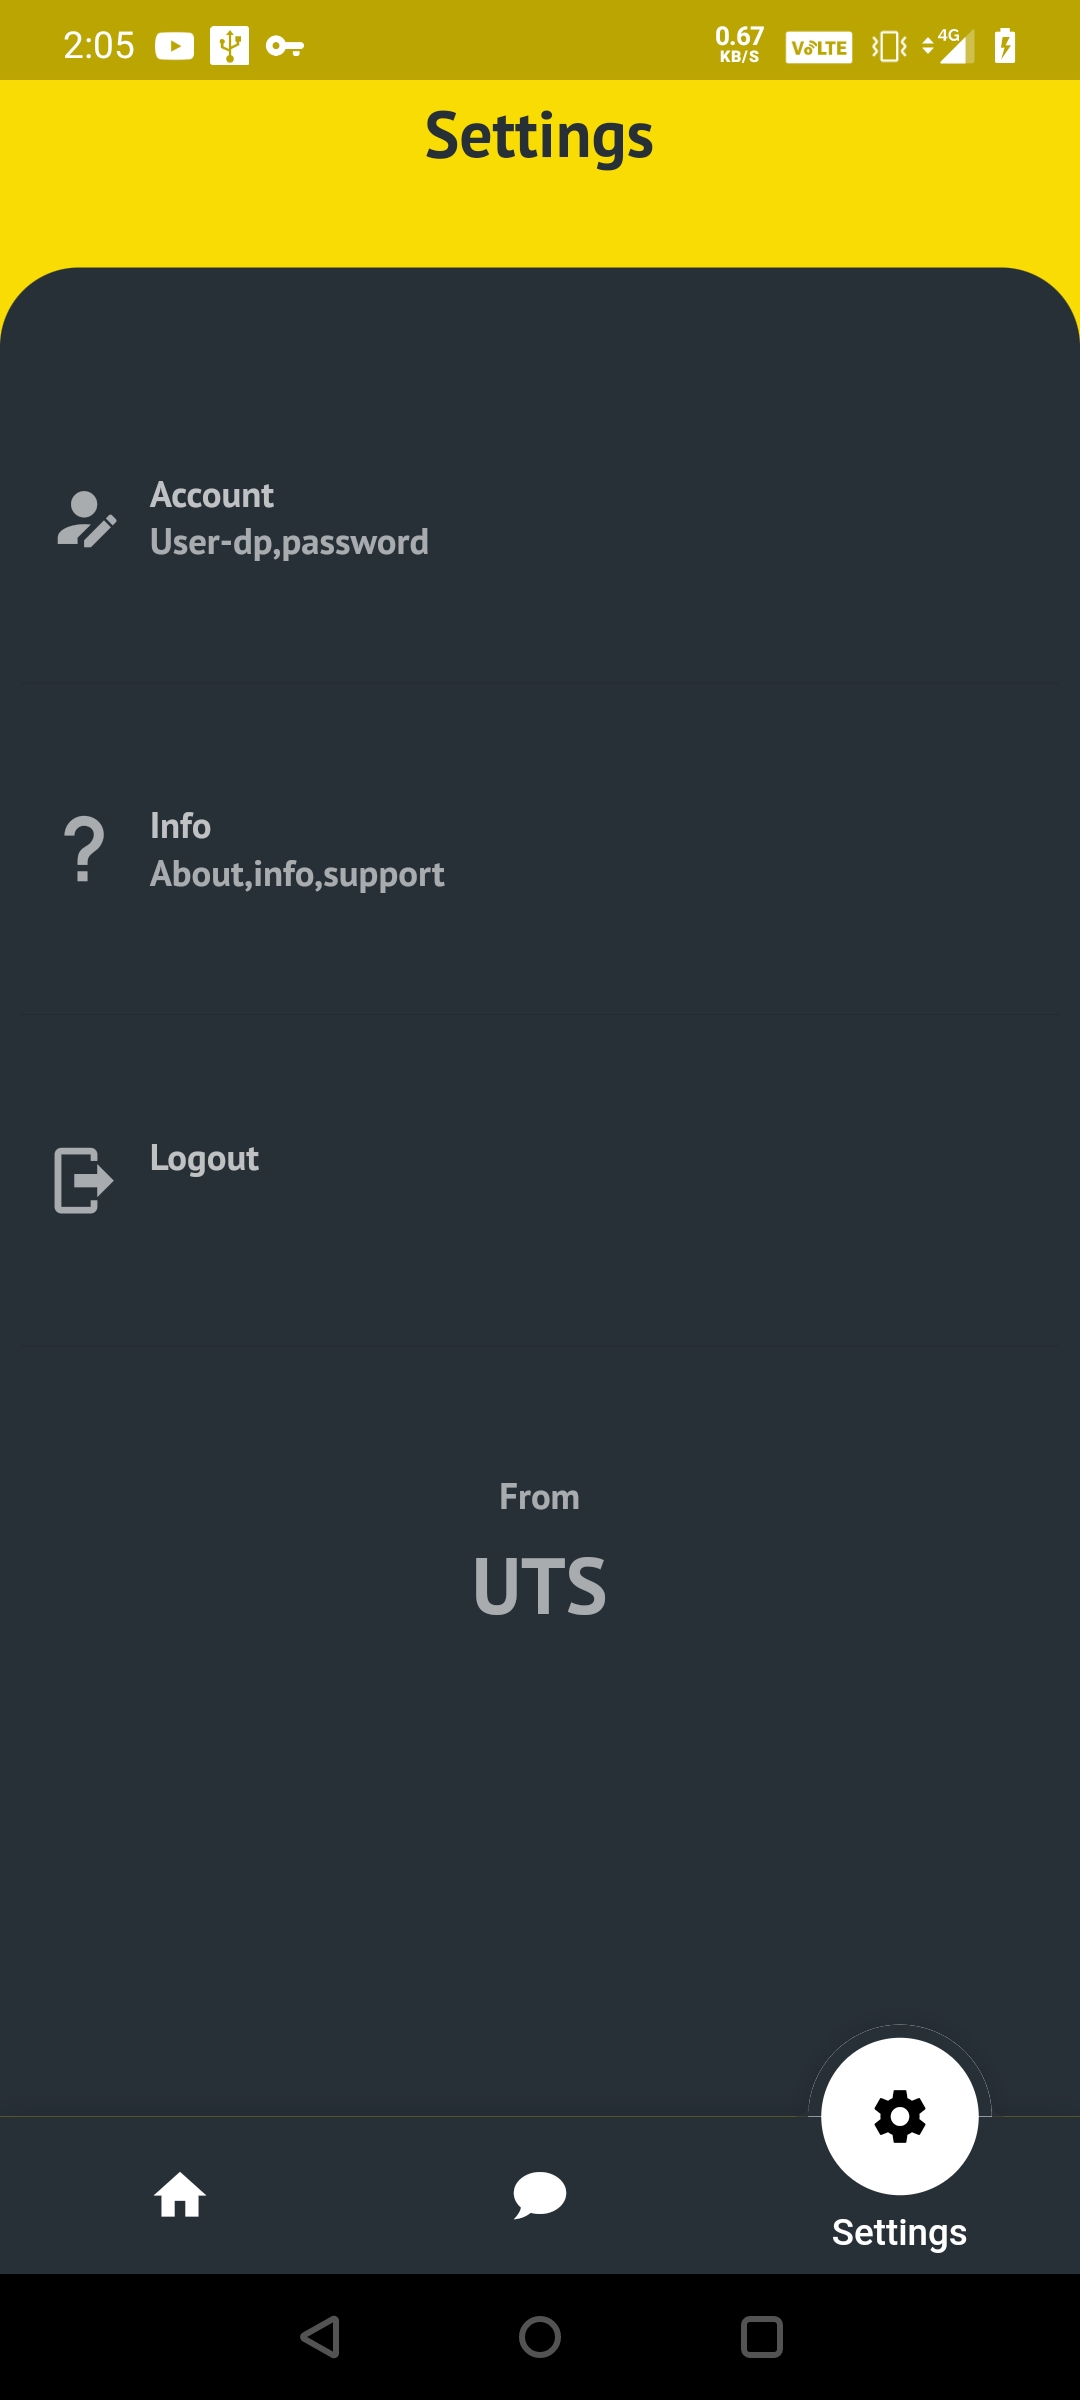 2:05
0.67
KB/S
VoLTE
4G
Settings
Account
User-dp,password
Info
About,info,support
Logout
From
UTS
Settings